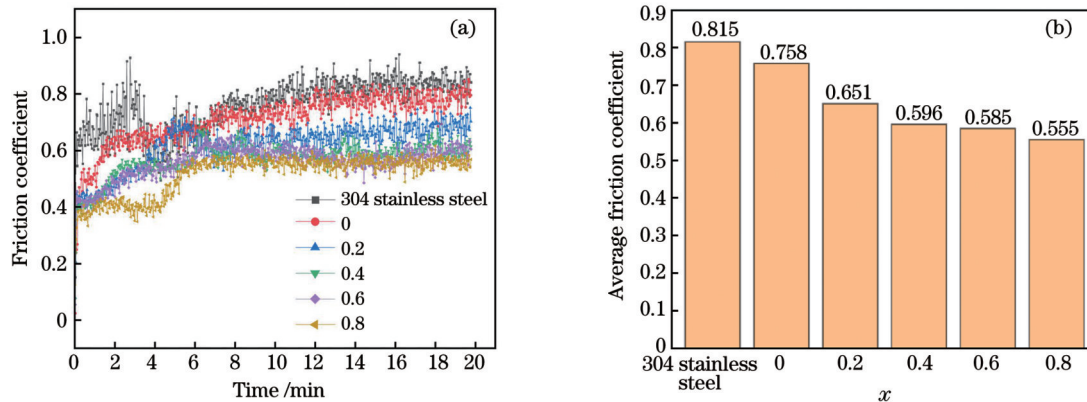 (a)
Friction coefficient
1.0
0.8
0.6
0.4
0.2
0
304 stainless steel
0
0.2
0.4
0.6
0.8
0 2 4 6 8 10 12 14 16 18 20
Time /min
(b)
Average friction coefficient
0.9
0.8
0.7
0.6
0.5
0.4
0.3
0.2
0.1
0
0.815
0.758
0.651
0.596
0.585
0.555
304 stainless
steel
0 0.2 0.4 0.6 0.8
x